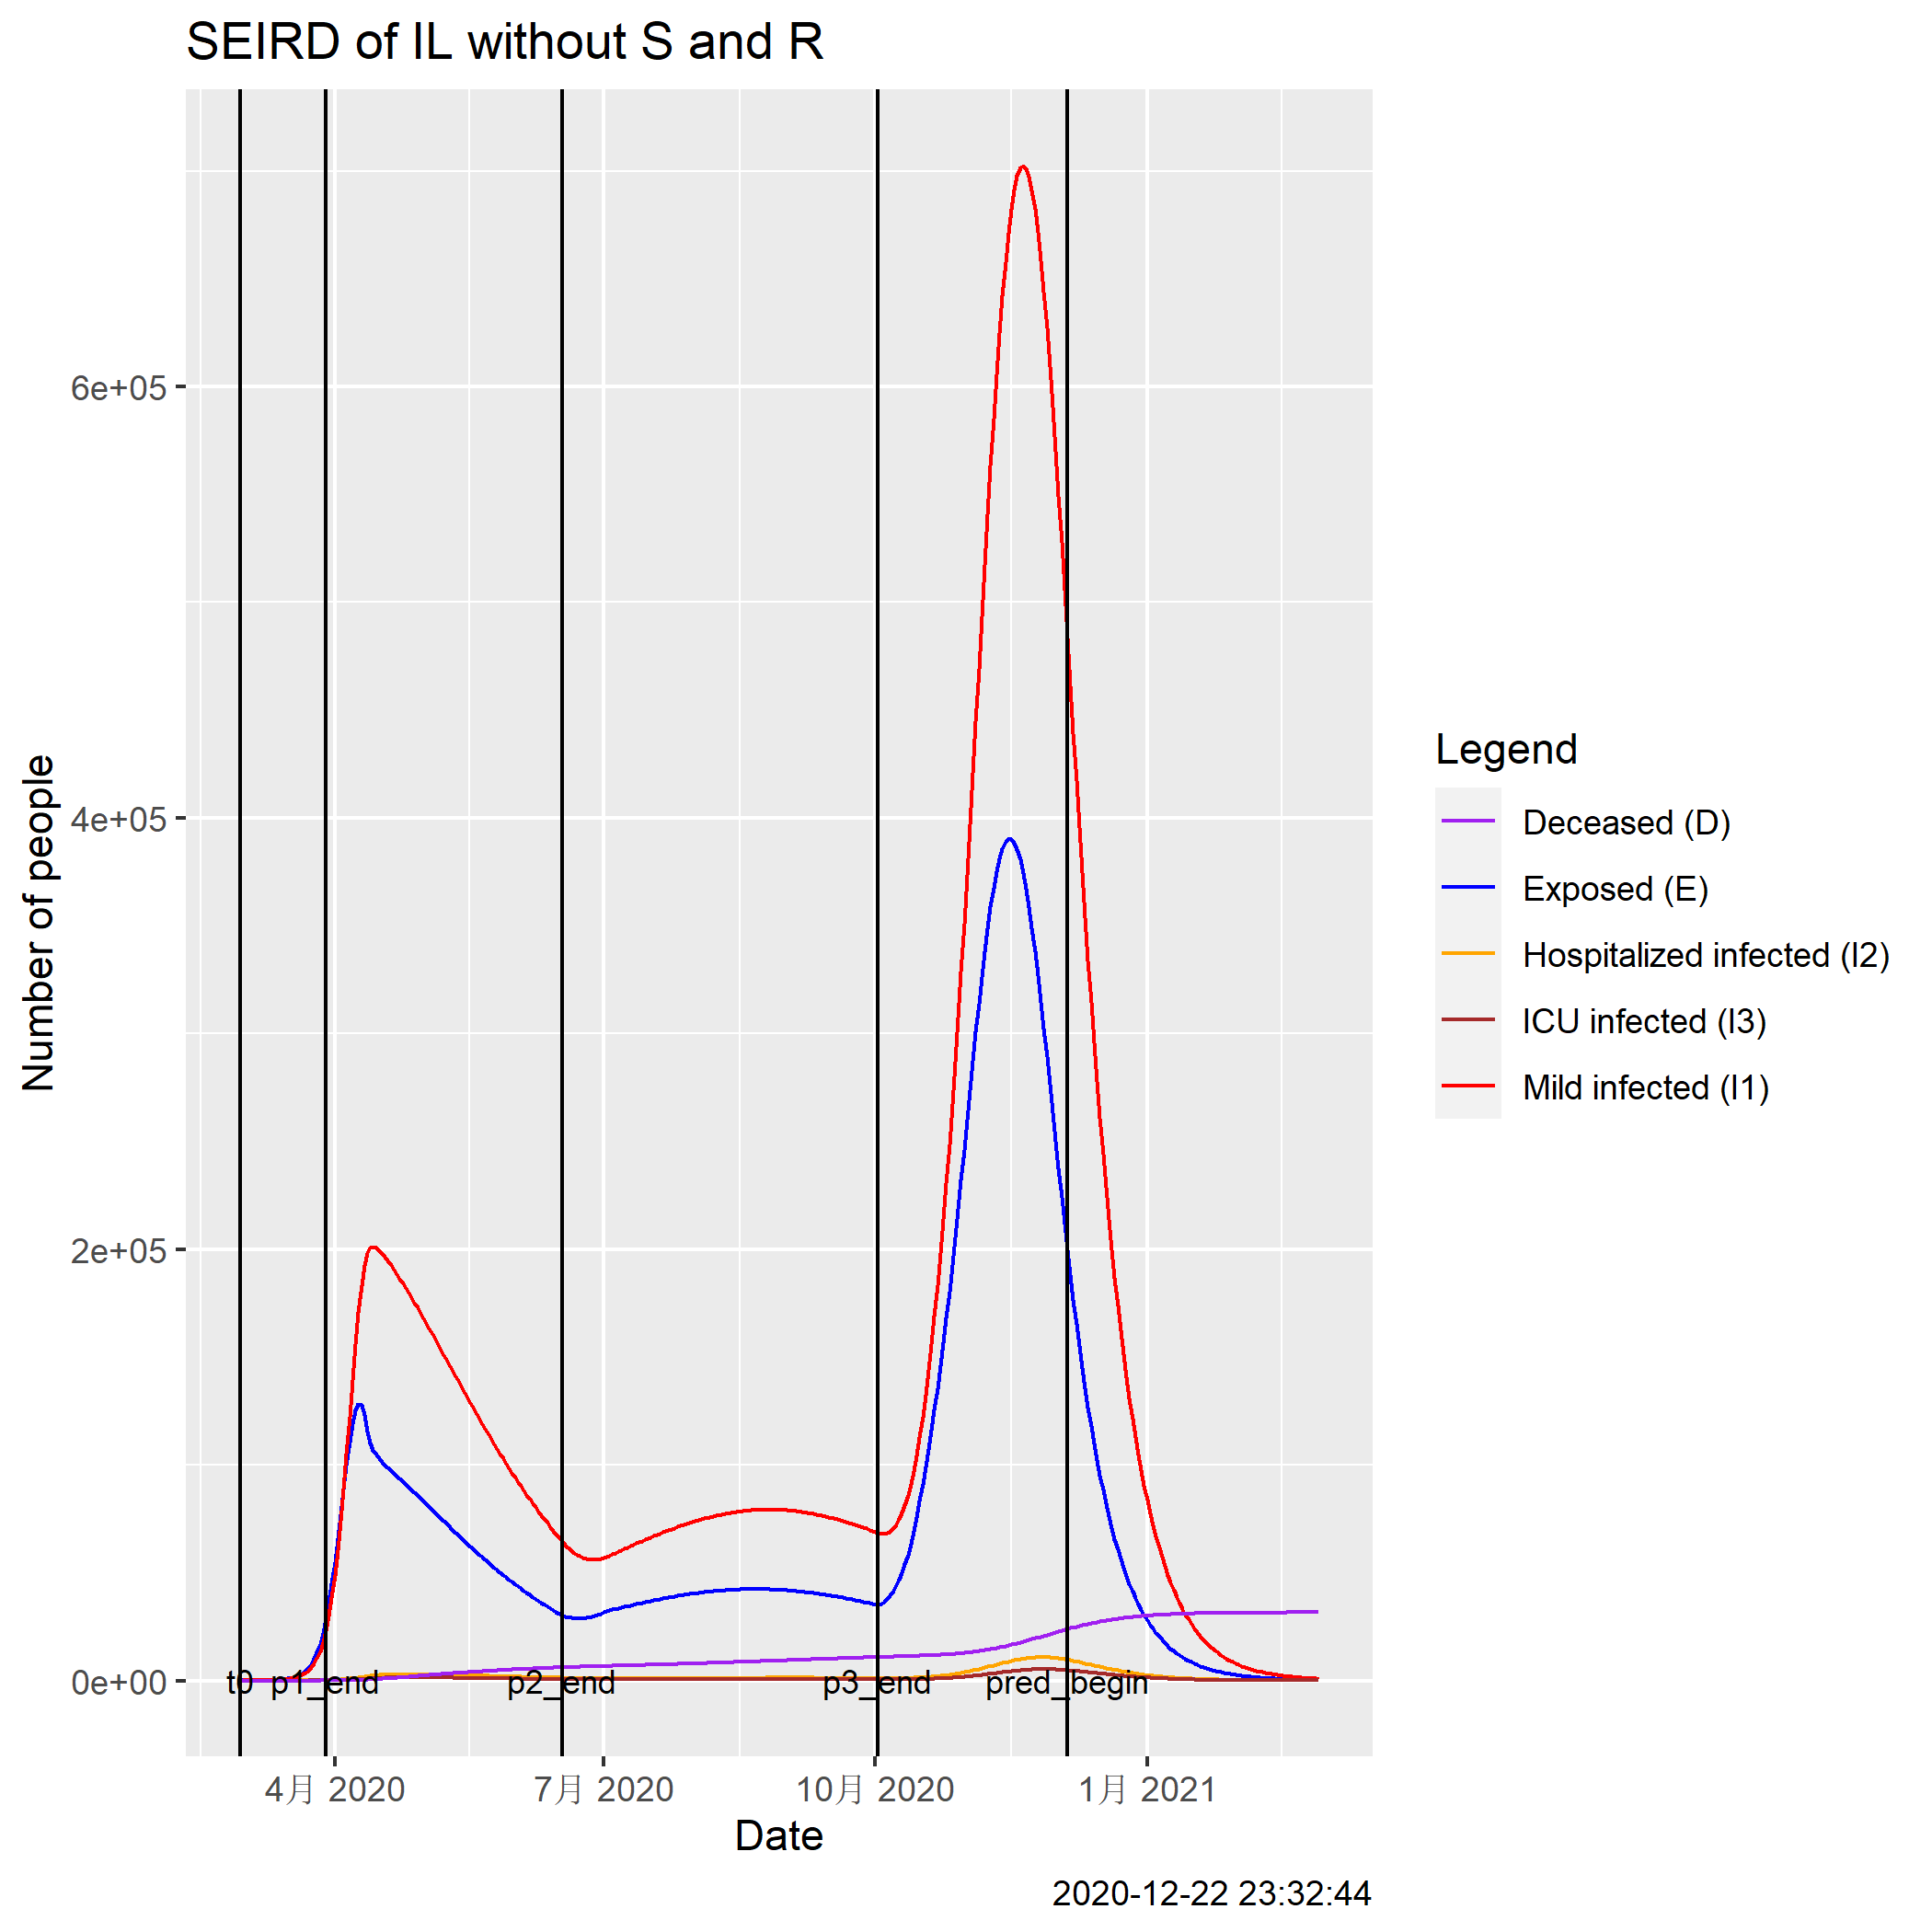 SEIRD of IL without S and R
Number of people
6e+05
4e+05
2e+05
0e+00
t0 p1_end p2_end p3_end pred_begin
4月 2020 7月 2020 10月 2020 1月 2021
Date
Legend
Deceased (D)
Exposed (E)
Hospitalized infected (I2)
ICU infected (I3)
Mild infected (I1)
2020-12-22 23:32:44